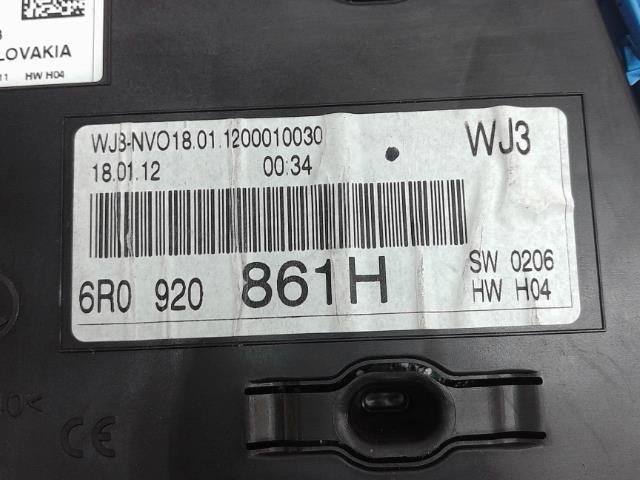 LOVAKIA
11 HW H04
WJ3-NVO18.01.1200010030
WJ3
18.01.12 00:34
6R0 920 861H
SW 0206
HW H04
CE